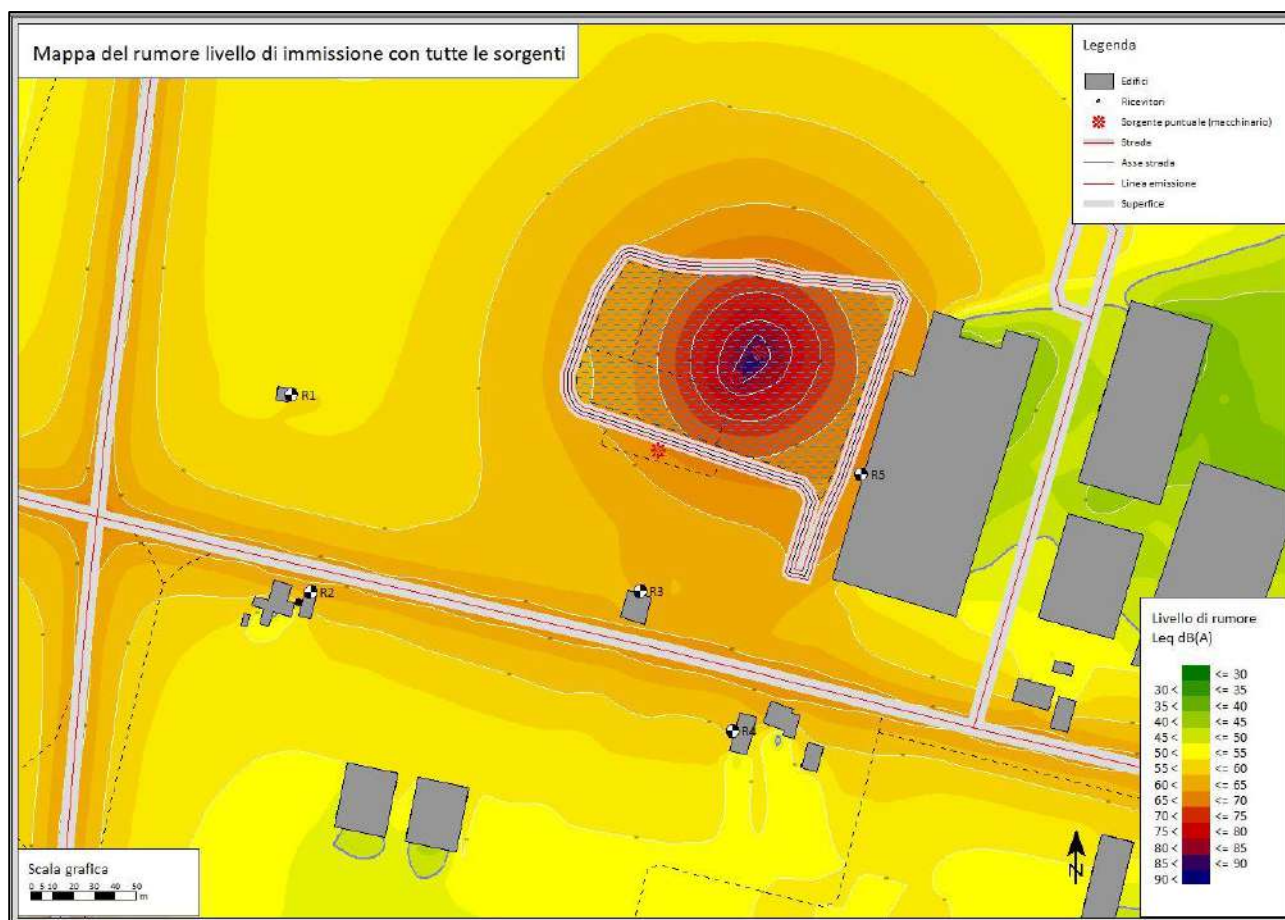 Mappa del rumore livello di immissione con tutte le sorgenti
Legenda
Edifici
Ricevitori
Sorgente puntuale (macchinario)
Strade
Asse strada
Linea emissione
Superfice
R1
R5
R2
R3
R4
Livello di rumore
Leq dB(A)
<= 30
30 < <= 35
35 < <= 40
40 < <= 45
45 < <= 50
50 < <= 55
55 < <= 60
60 < <= 65
65 < <= 70
70 < <= 75
75 < <= 80
80 < <= 85
85 < <= 90
90 <
Scala grafica
0 5 10 20 30 40 50
m
N